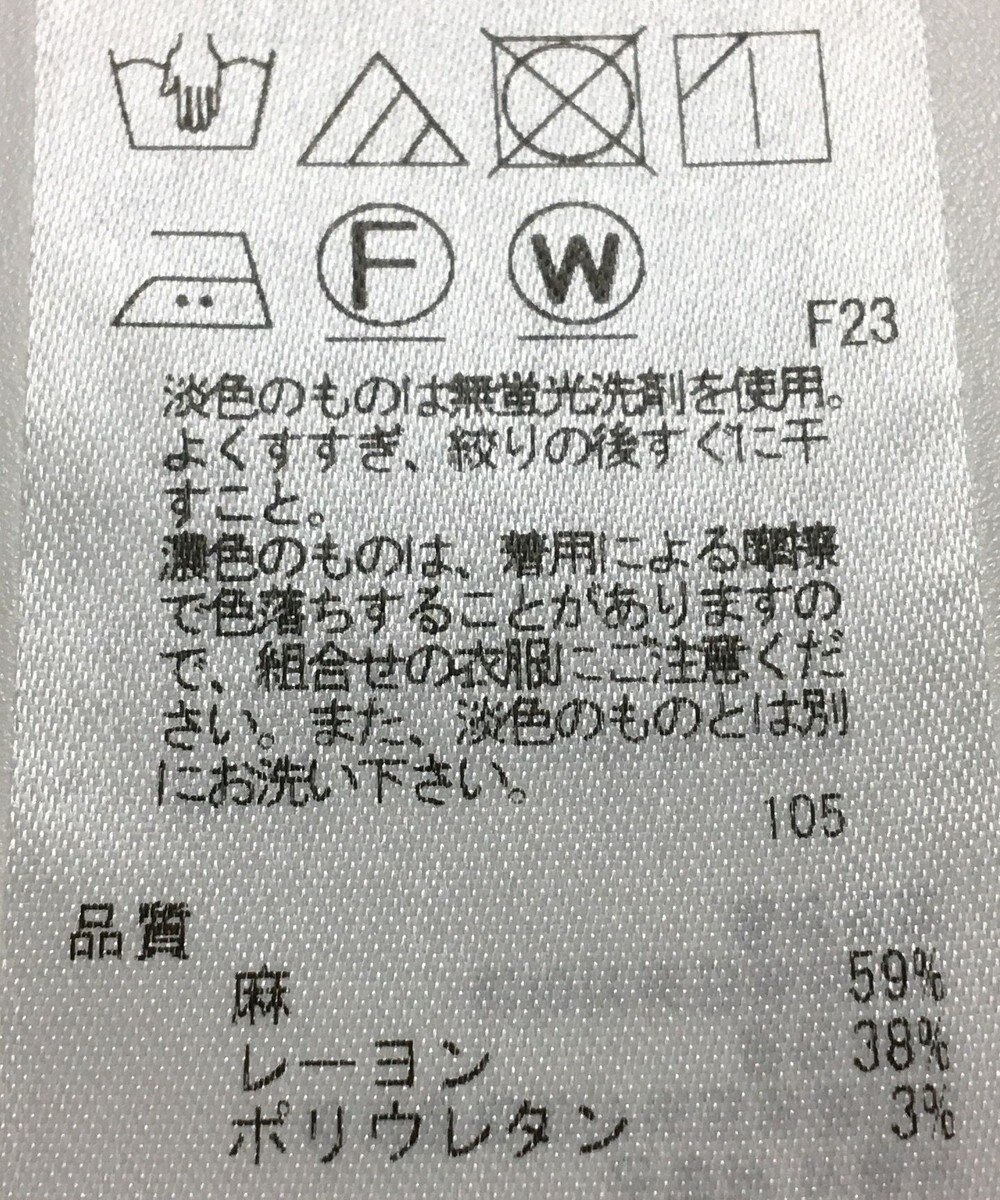 F
W
F23
淡色のものは無蛍光洗剤を使用。
よくすすぎ、絞りの後すぐに干
すこと。
濃色のものは、着用による摩擦
で色落ちすることがありますの
で、組合せの衣服にご注意くだ
さい。また、淡色のものとは別
にお洗い下さい。
105
品質
麻 59%
レーヨン 38%
ポリウレタン 3%